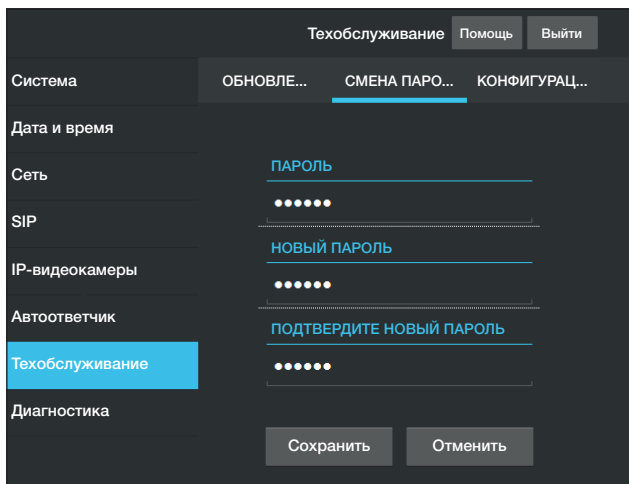 Техобслуживание Помощь Выйти
Система
ОБНОВЛЕ... СМЕНА ПАРО... КОНФИГУРАЦ...
Дата и время
Сеть
SIP
IP-видеокамеры
Автоответчик
Техобслуживание
Диагностика
ПАРОЛЬ
••••••
НОВЫЙ ПАРОЛЬ
••••••
ПОДТВЕРДИТЕ НОВЫЙ ПАРОЛЬ
••••••
Сохранить Отменить